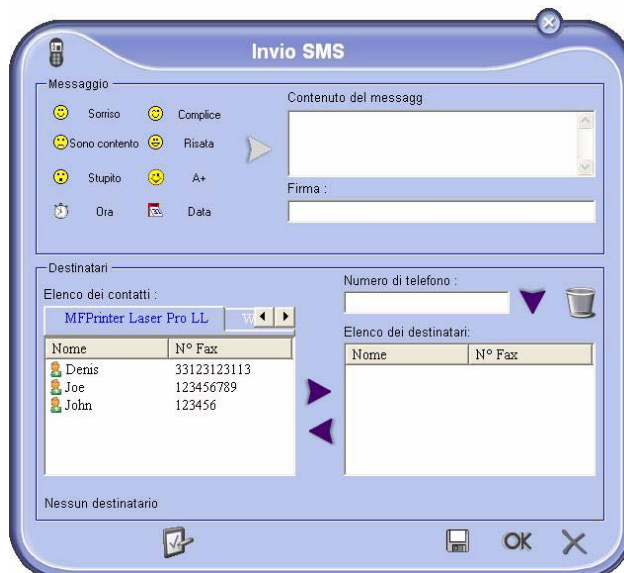 Invio SMS
Messaggio
Sorriso Complice
Sono contento Risata
Stupito A+
Ora Data
Contenuto del messagg
Firma :
Destinatari
Elenco dei contatti :
MFPrinter Laser Pro LL W
Nome N° Fax
Denis 33123123113
Joe 123456789
John 123456
Nessun destinatario
Numero di telefono :
Elenco dei destinatari:
Nome N° Fax
OK